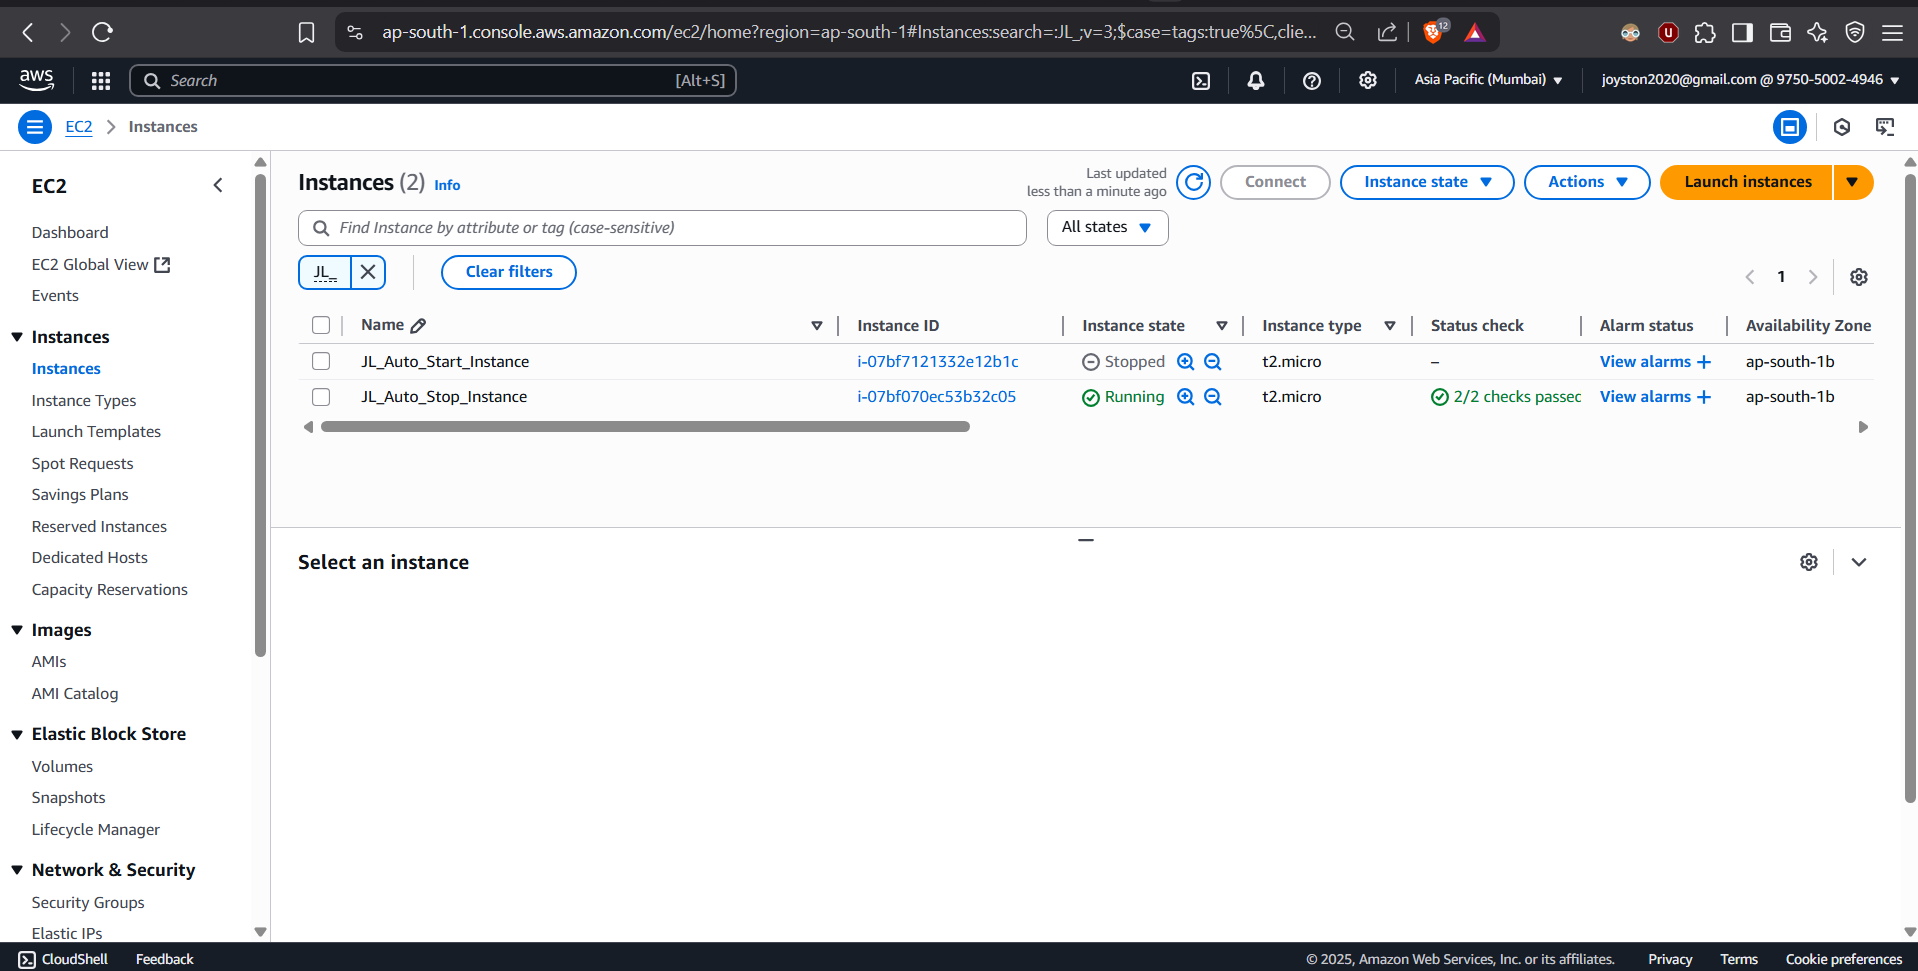 ap-south-1.console.aws.amazon.com/ec2/home?region=ap-south-1#Instances:search=:JL_;v=3;$case=tags:true%5C,clie...
12
U
aws
Search [Alt+S]
Asia Pacific (Mumbai)
joyston2020@gmail.com @ 9750-5002-4946
EC2 > Instances
EC2
Dashboard
EC2 Global View
Events
Instances
Instances
Instance Types
Launch Templates
Spot Requests
Savings Plans
Reserved Instances
Dedicated Hosts
Capacity Reservations
Images
AMIs
AMI Catalog
Elastic Block Store
Volumes
Snapshots
Lifecycle Manager
Network & Security
Security Groups
Elastic IPs
Instances (2) Info
Last updated
less than a minute ago
Connect
Instance state
Actions
Launch instances
Find Instance by attribute or tag (case-sensitive)
All states
JL_
Clear filters
1
Name Instance ID Instance state Instance type Status check Alarm status Availability Zone
JL_Auto_Start_Instance i-07bf7121332e12b1c Stopped t2.micro – View alarms + ap-south-1b
JL_Auto_Stop_Instance i-07bf070ec53b32c05 Running t2.micro 2/2 checks passed View alarms + ap-south-1b
Select an instance
CloudShell Feedback © 2025, Amazon Web Services, Inc. or its affiliates. Privacy Terms Cookie preferences